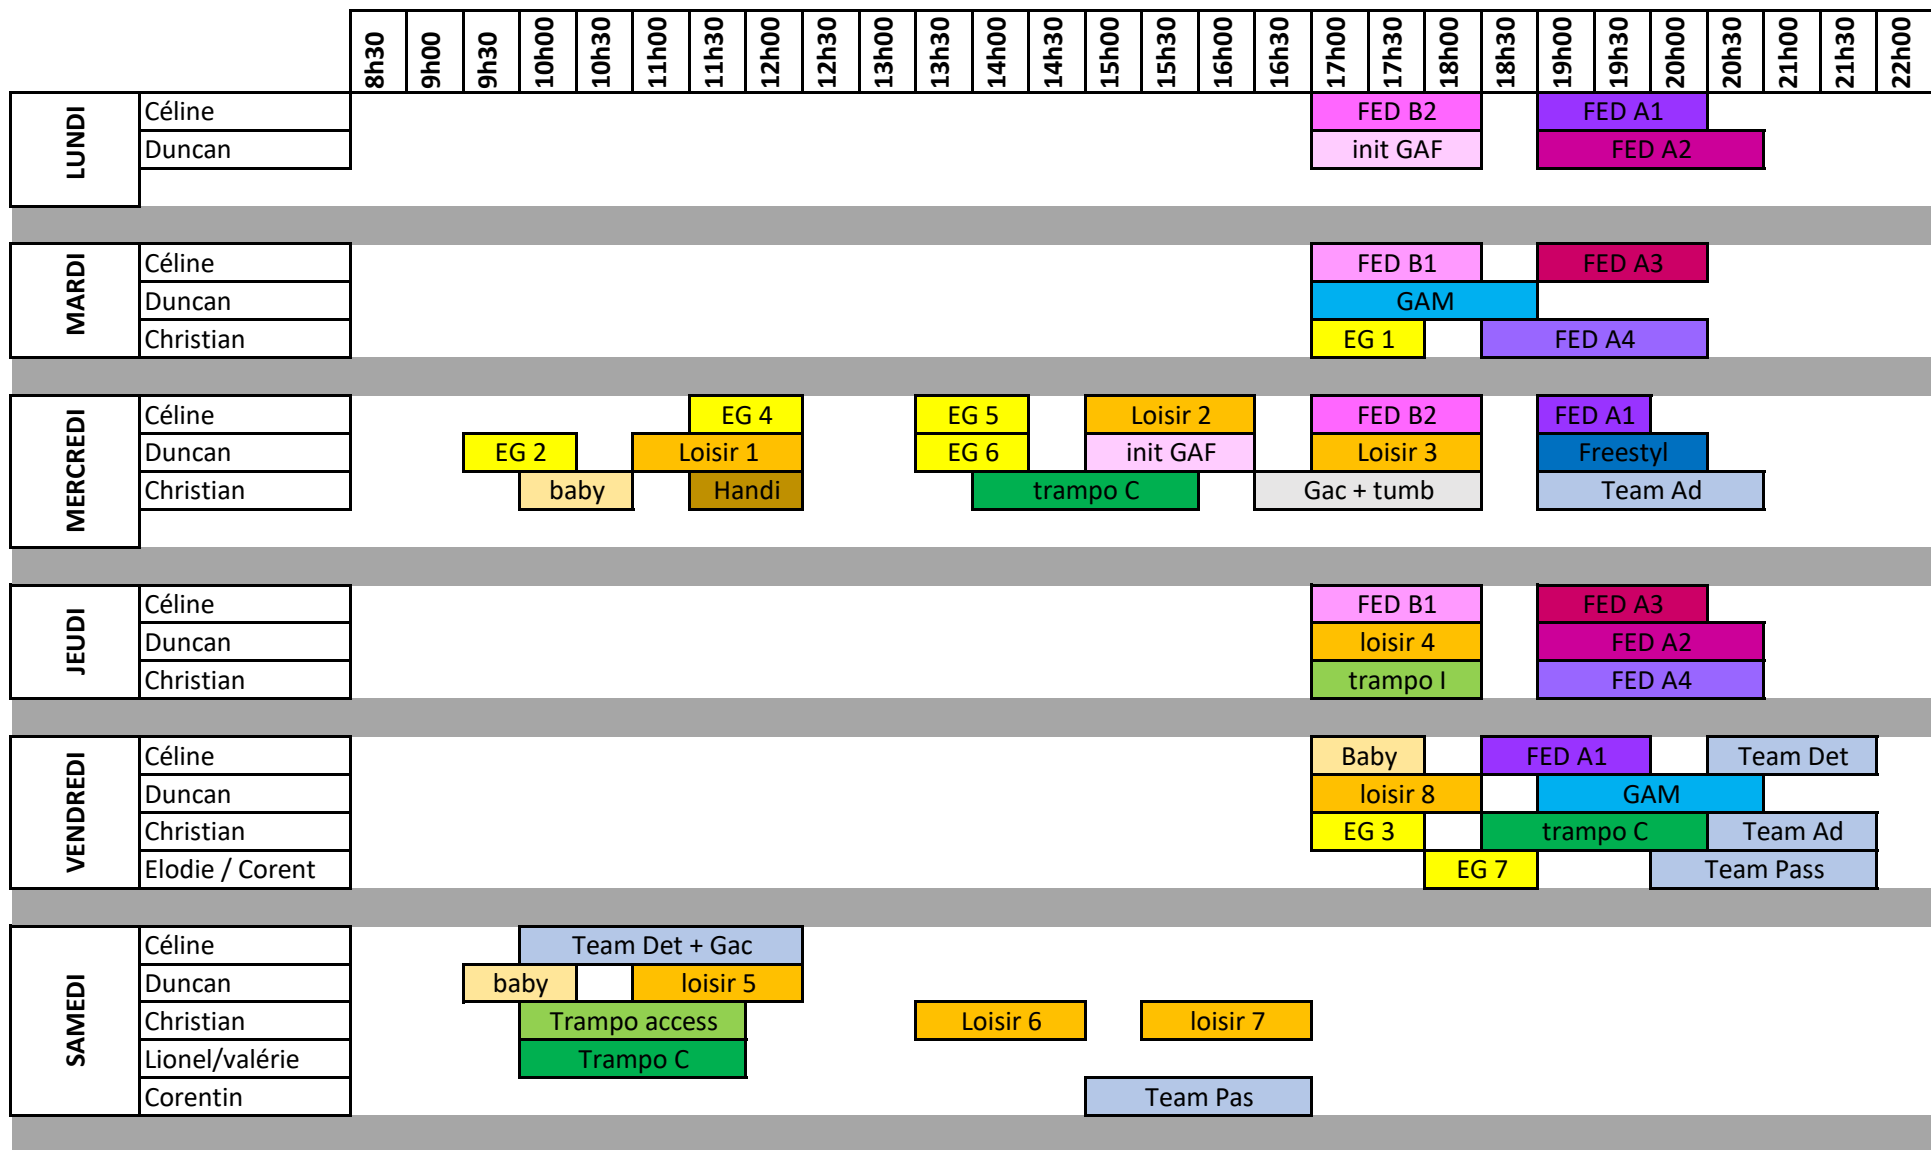 8h30 9h00 9h30 10h00 10h30 11h00 11h30 12h00 12h30 13h00 13h30 14h00 14h30 15h00 15h30 16h00 16h30 17h00 17h30 18h00 18h30 19h00 19h30 20h00 20h30 21h00 21h30 22h00
LUNDI
Céline FED B2 FED A1
Duncan init GAF FED A2
MARDI
Céline FED B1 FED A3
Duncan GAM
Christian EG 1 FED A4
MERCREDI
Céline EG 4 EG 5 Loisir 2 FED B2 FED A1
Duncan EG 2 Loisir 1 EG 6 init GAF Loisir 3 Freestyl
Christian baby Handi trampo C Gac + tumb Team Ad
JEUDI
Céline FED B1 FED A3
Duncan loisir 4 FED A2
Christian trampo I FED A4
VENDREDI
Céline Baby FED A1 Team Det
Duncan loisir 8 GAM
Christian EG 3 trampo C Team Ad
Elodie / Corent EG 7 Team Pass
SAMEDI
Céline Team Det + Gac
Duncan baby loisir 5
Christian Trampo access Loisir 6 loisir 7
Lionel/valérie Trampo C
Corentin Team Pas